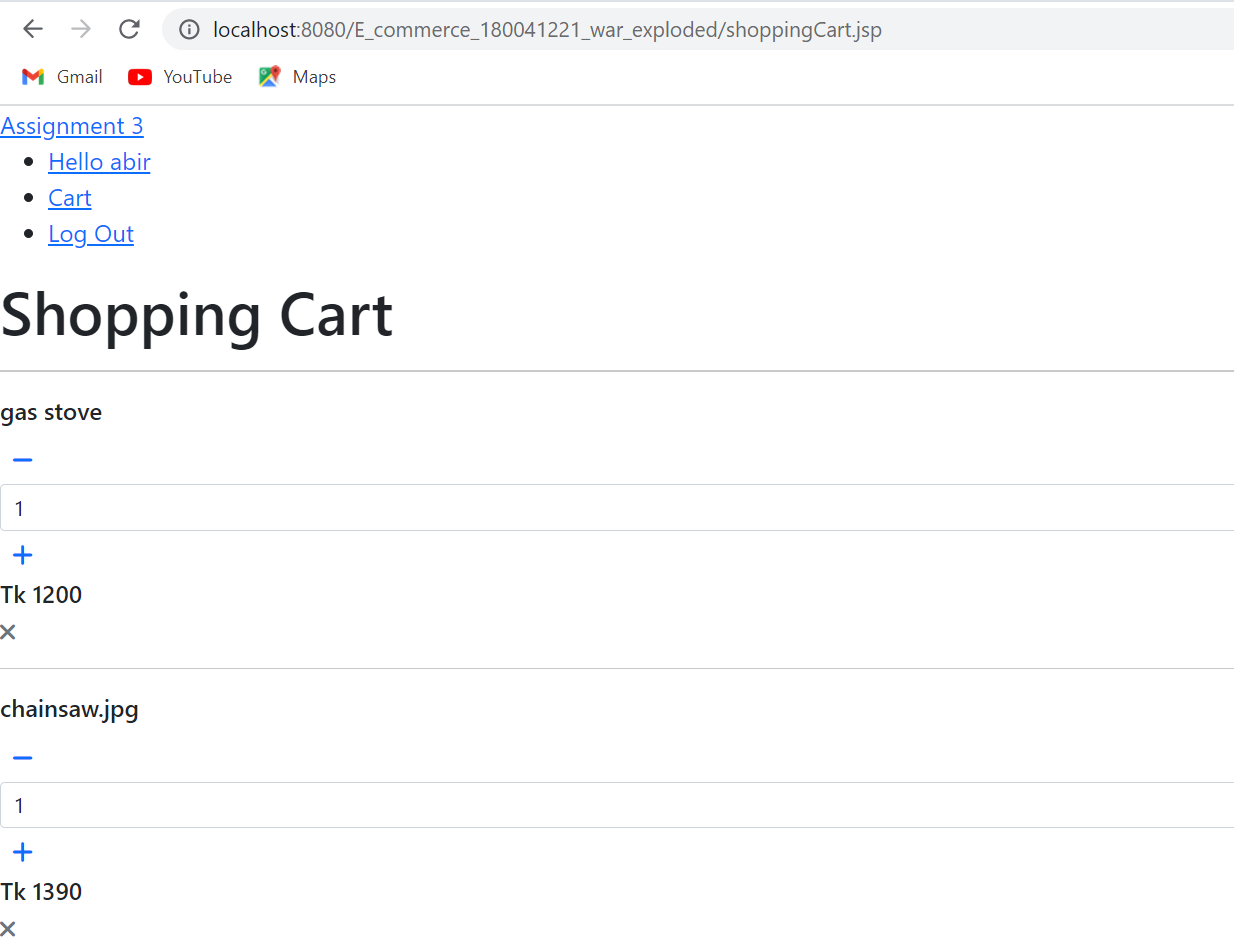 localhost:8080/E_commerce_180041221_war_exploded/shoppingCart.jsp
Gmail YouTube Maps
Assignment 3
Hello abir
Cart
Log Out
Shopping Cart
gas stove
1
Tk 1200
chainsaw.jpg
1
Tk 1390